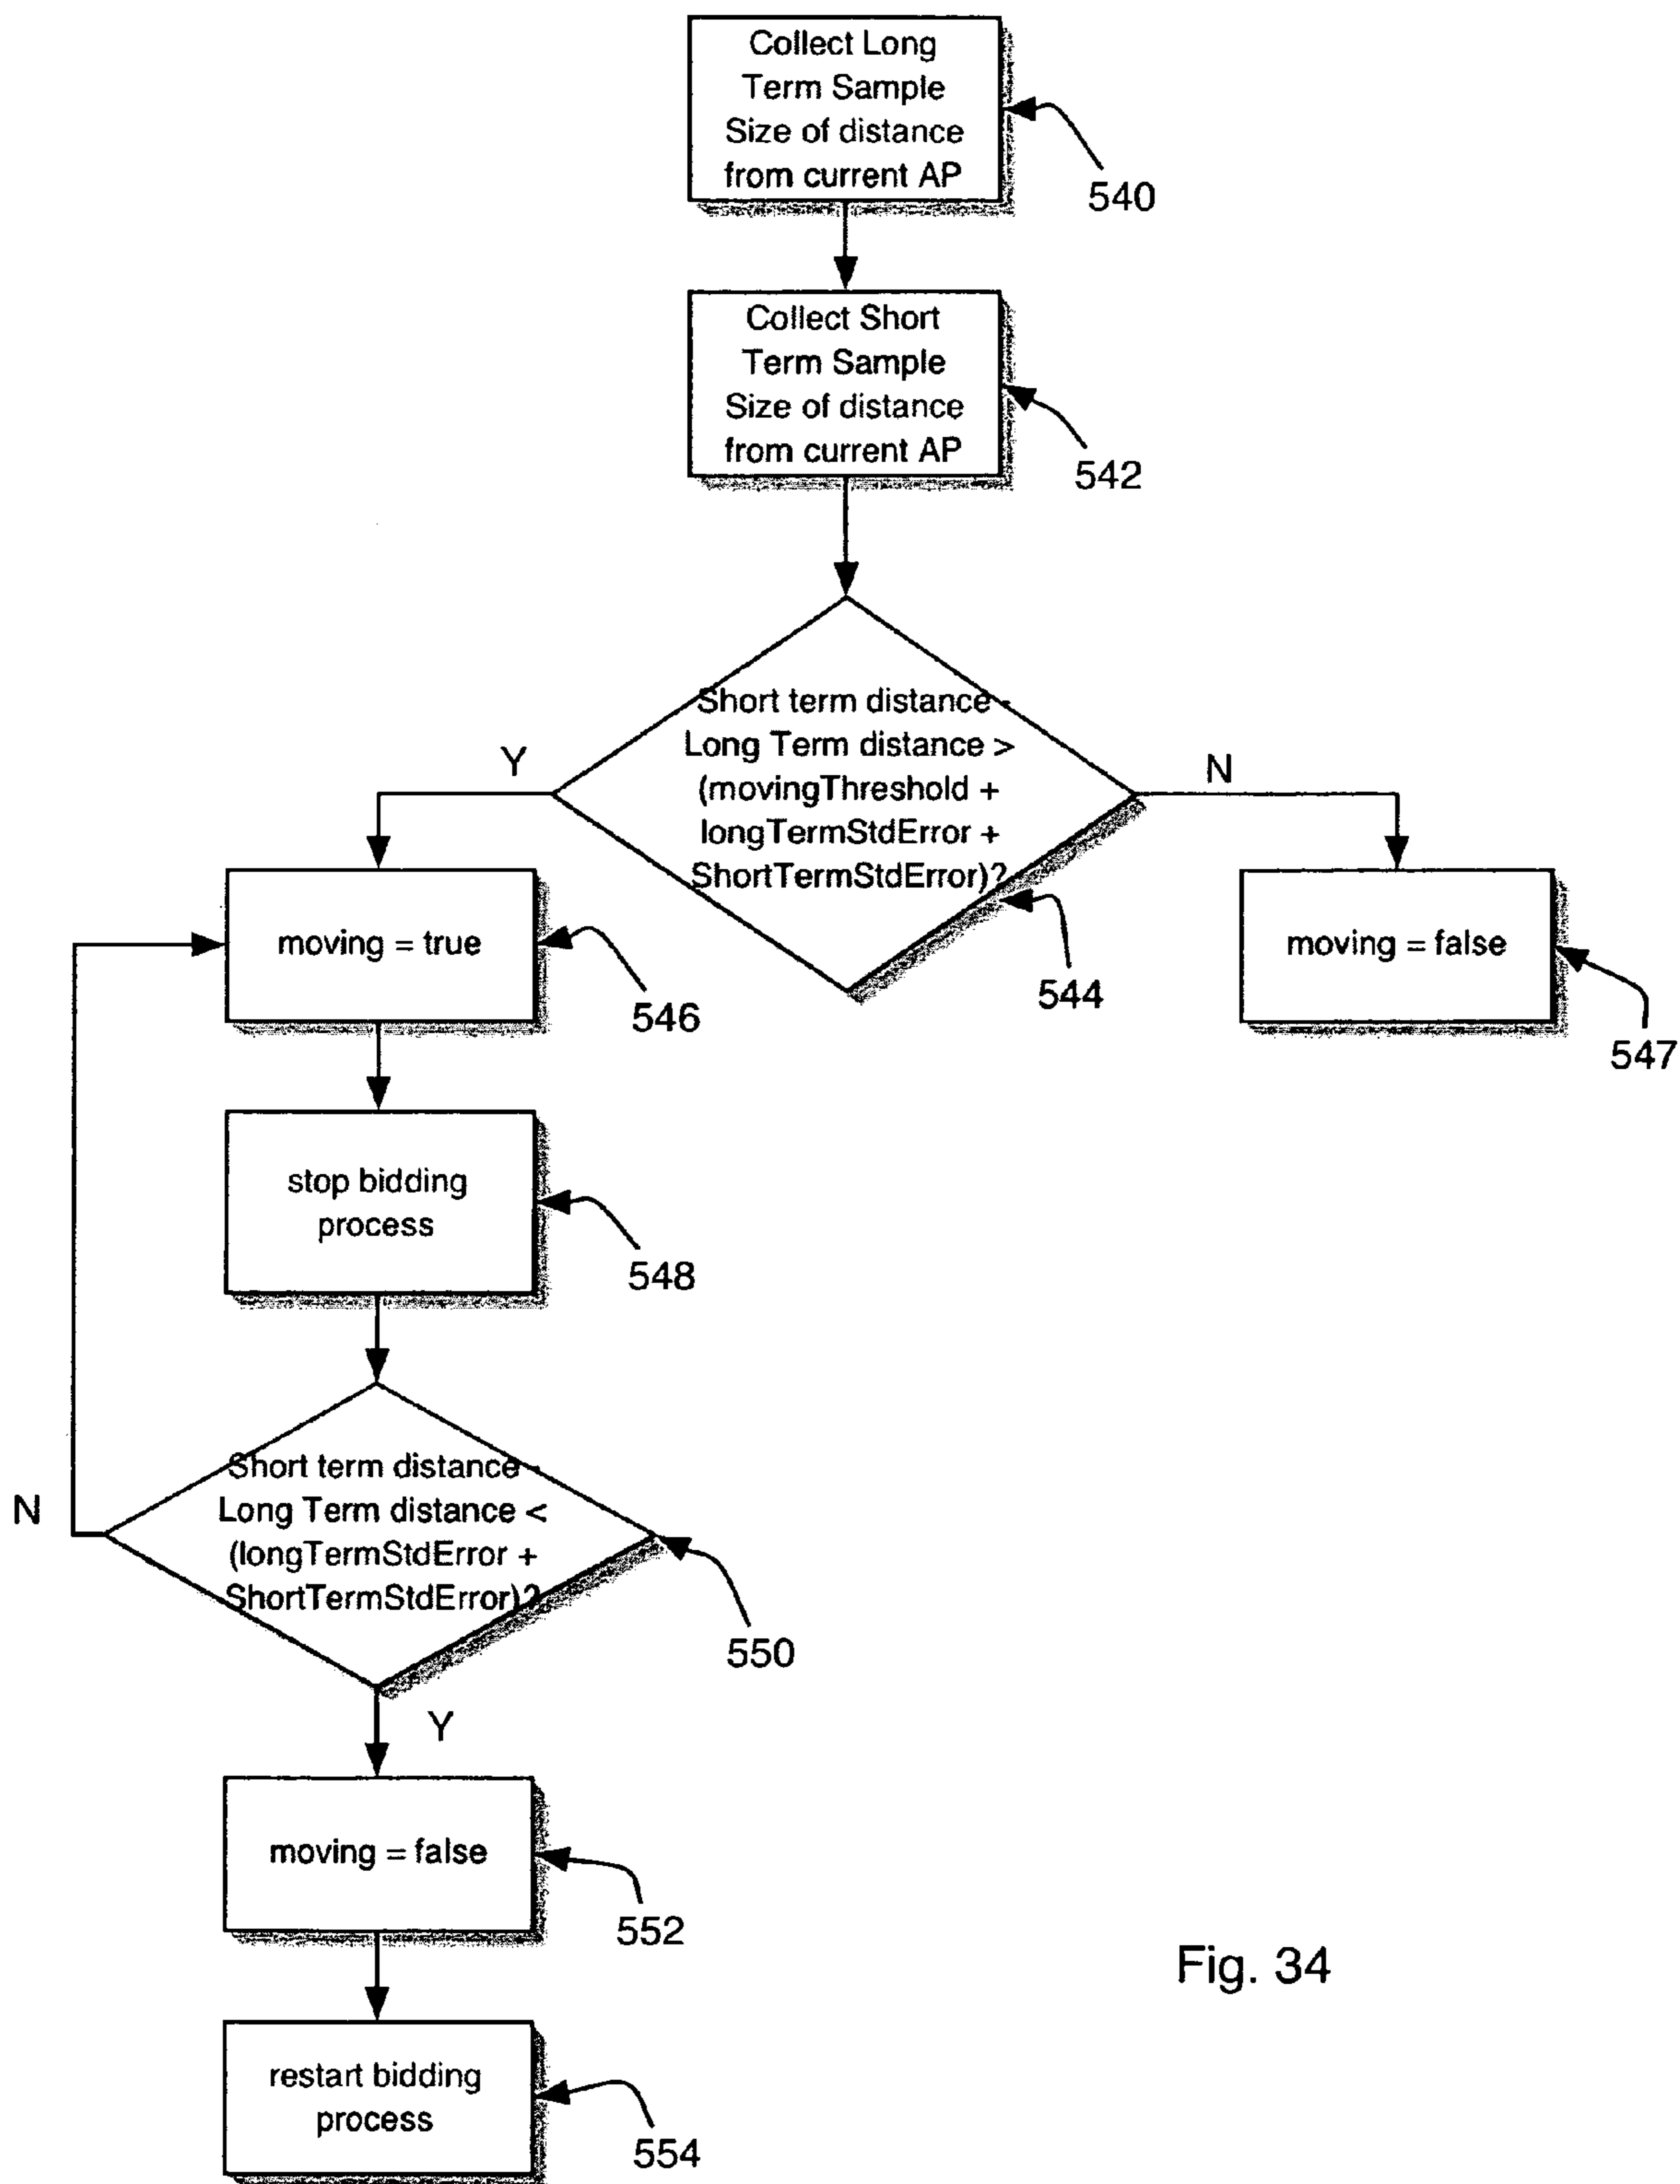 Collect Long
Term Sample
Size of distance
from current AP
540
Collect Short
Term Sample
Size of distance
from current AP
542
Short term distance -
Long Term distance >
(movingThreshold +
longTermStdError +
ShortTermStdError)?
Y
N
544
moving = true
546
moving = false
547
stop bidding
process
548
Short term distance -
Long Term distance <
(longTermStdError +
ShortTermStdError)?
N
550
Y
moving = false
552
Fig. 34
restart bidding
process
554